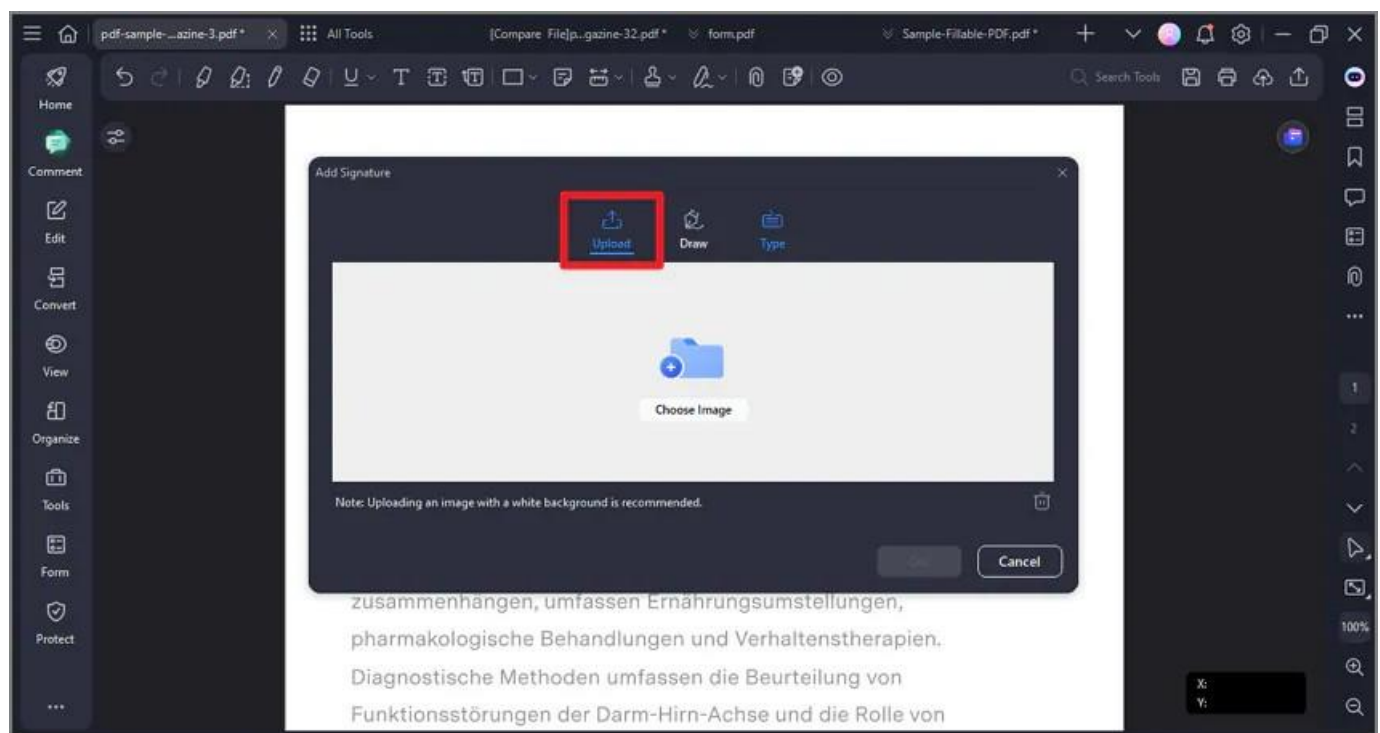 pdf-sample-...azine-3.pdf *
All Tools
[Compare File]p...gazine-32.pdf *
form.pdf
Sample-Fillable-PDF.pdf *
Search Tools
Home
Comment
Edit
Convert
View
Organize
Tools
Form
Protect
Add Signature
Upload
Draw
Type
Choose Image
Note: Uploading an image with a white background is recommended.
Cancel
zusammenhängen, umfassen Ernährungsumstellungen,
pharmakologische Behandlungen und Verhaltenstherapien.
Diagnostische Methoden umfassen die Beurteilung von
Funktionsstörungen der Darm-Hirn-Achse und die Rolle von
1
2
100%
X:
Y: